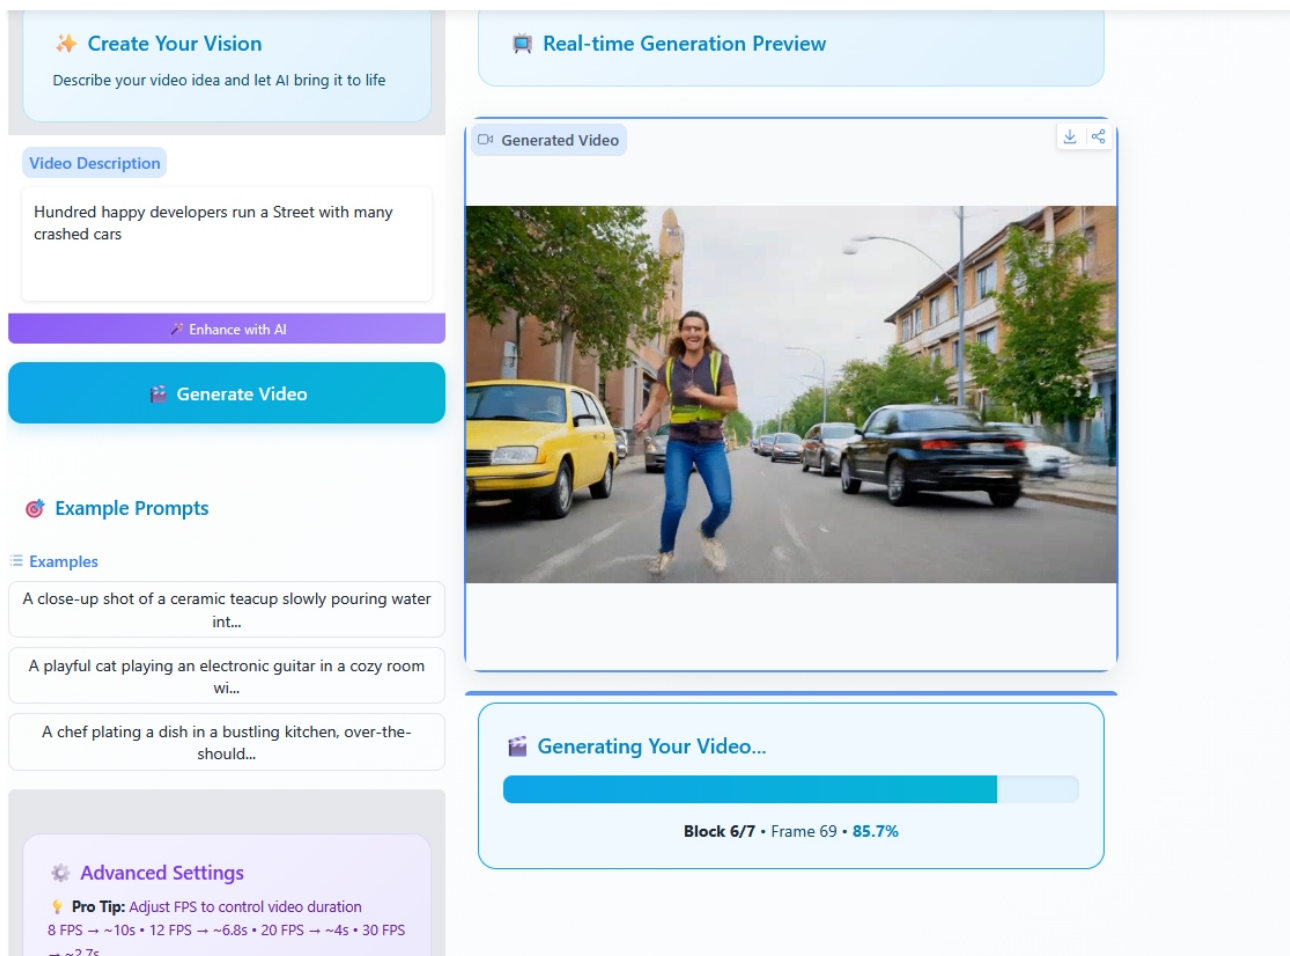 Create Your Vision
Describe your video idea and let AI bring it to life
Video Description
Hundred happy developers run a Street with many
crashed cars
Enhance with AI
Generate Video
Example Prompts
Examples
A close-up shot of a ceramic teacup slowly pouring water
int...
A playful cat playing an electronic guitar in a cozy room
wi...
A chef plating a dish in a bustling kitchen, over-the-
should...
Advanced Settings
Pro Tip: Adjust FPS to control video duration
8 FPS → ~10s • 12 FPS → ~6.8s • 20 FPS → ~4s • 30 FPS
→ ~2.7s
Real-time Generation Preview
Generated Video
Generating Your Video...
Block 6/7 • Frame 69 • 85.7%